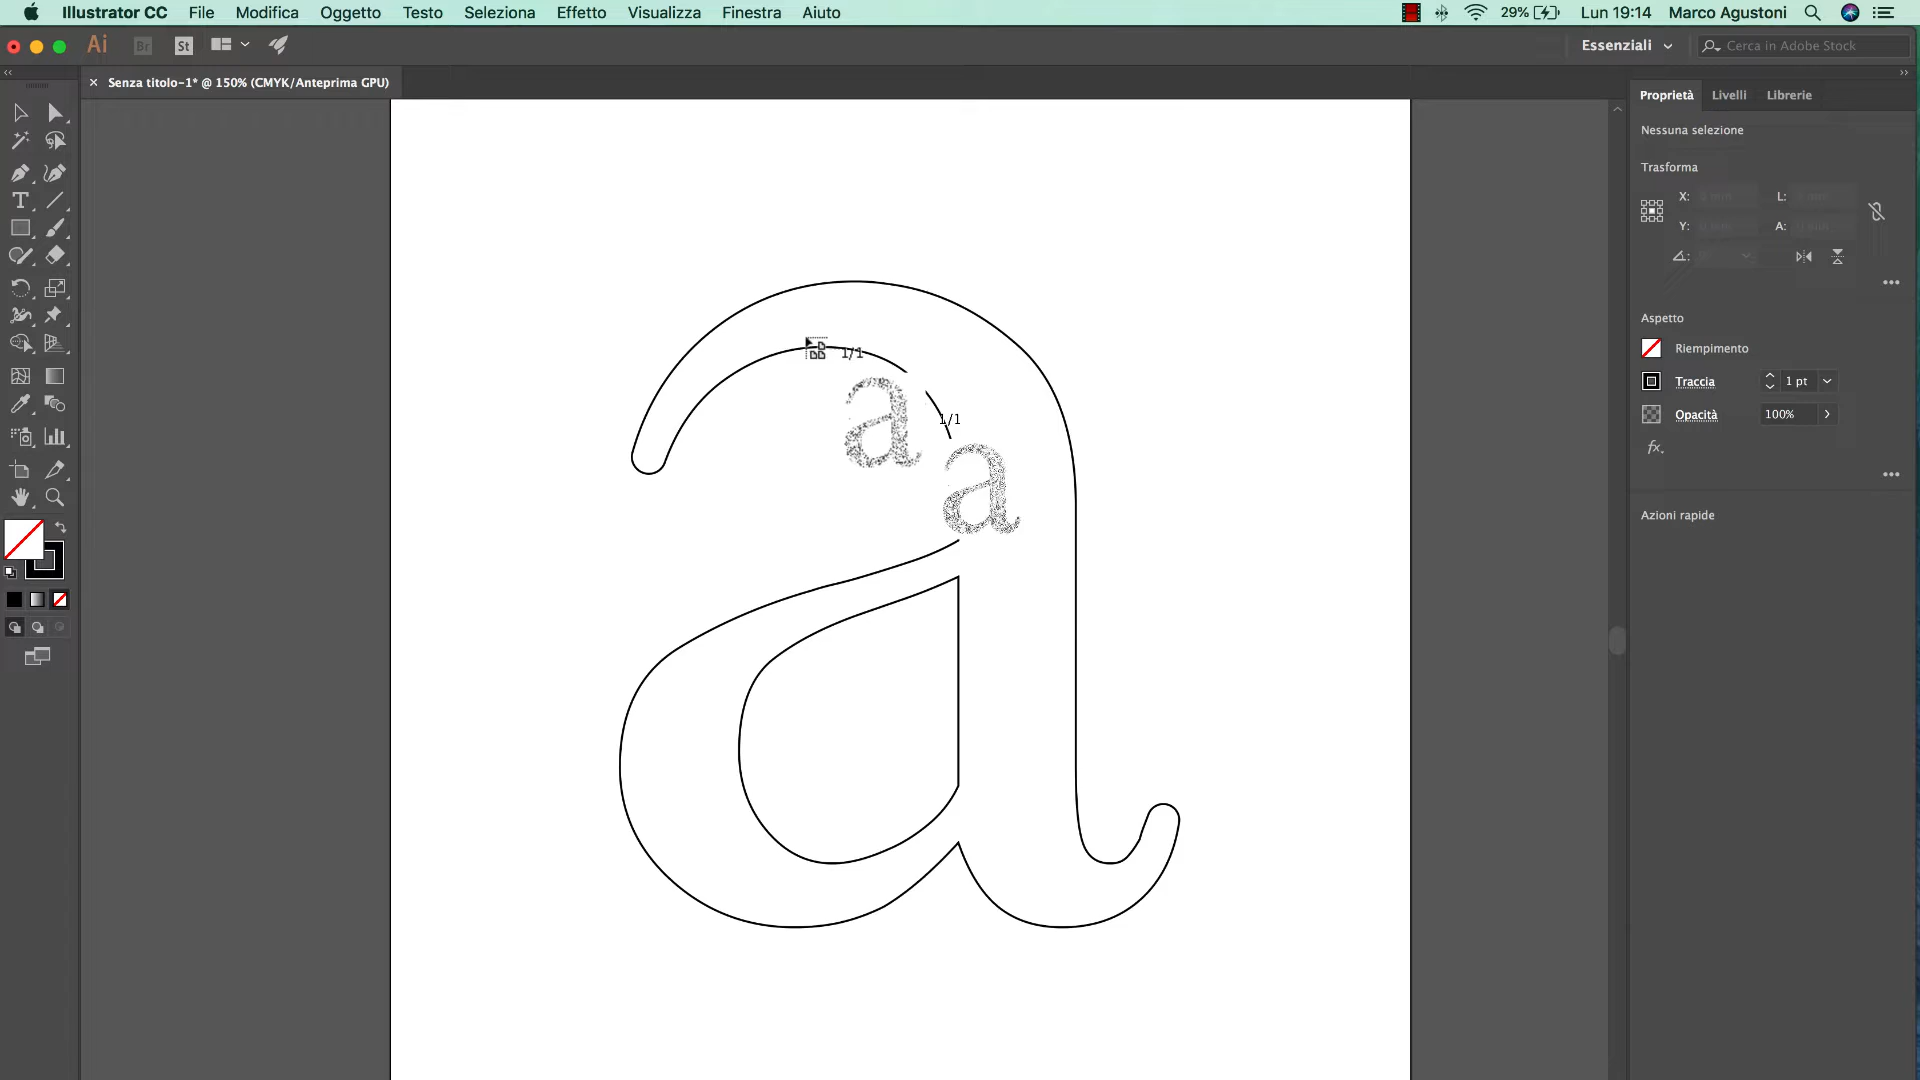 Illustrator CC File Modifica Oggetto Testo Seleziona Effetto Visualizza Finestra Aiuto 29% Lun 19:14 Marco Agustoni
Ai Br St Essenziali Cerca in Adobe Stock
Senza titolo-1* @ 150% (CMYK/Anteprima GPU)
Proprietà Livelli Librerie
Nessuna selezione
Trasforma
X: L:
Y: A:
Aspetto
Riempimento
Traccia 1 pt
Opacità 100%
fx.
Azioni rapide
T
1/1
a
1/1
a
a